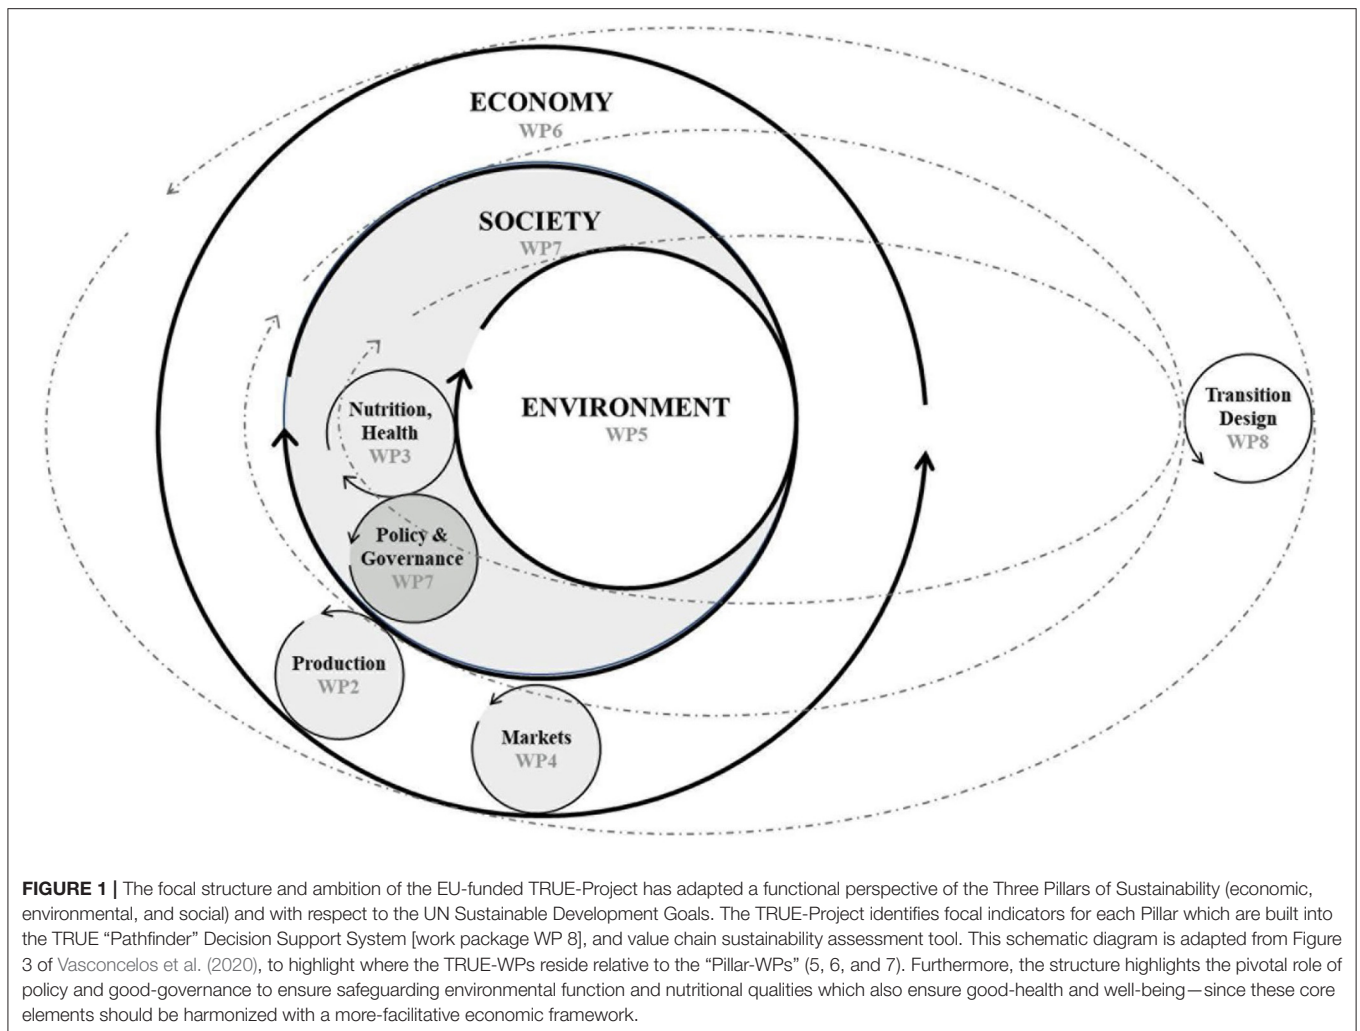 ECONOMY
WP6
SOCIETY
WP7
Nutrition,
Health
WP3
ENVIRONMENT
WP5
Transition
Design
WP8
Policy &
Governance
WP7
Production
WP2
Markets
WP4
FIGURE 1 | The focal structure and ambition of the EU-funded TRUE-Project has adapted a functional perspective of the Three Pillars of Sustainability (economic,
environmental, and social) and with respect to the UN Sustainable Development Goals. The TRUE-Project identifies focal indicators for each Pillar which are built into
the TRUE “Pathfinder” Decision Support System [work package WP 8], and value chain sustainability assessment tool. This schematic diagram is adapted from Figure
3 of Vasconcelos et al. (2020), to highlight where the TRUE-WPs reside relative to the “Pillar-WPs” (5, 6, and 7). Furthermore, the structure highlights the pivotal role of
policy and good-governance to ensure safeguarding environmental function and nutritional qualities which also ensure good-health and well-being—since these core
elements should be harmonized with a more-facilitative economic framework.